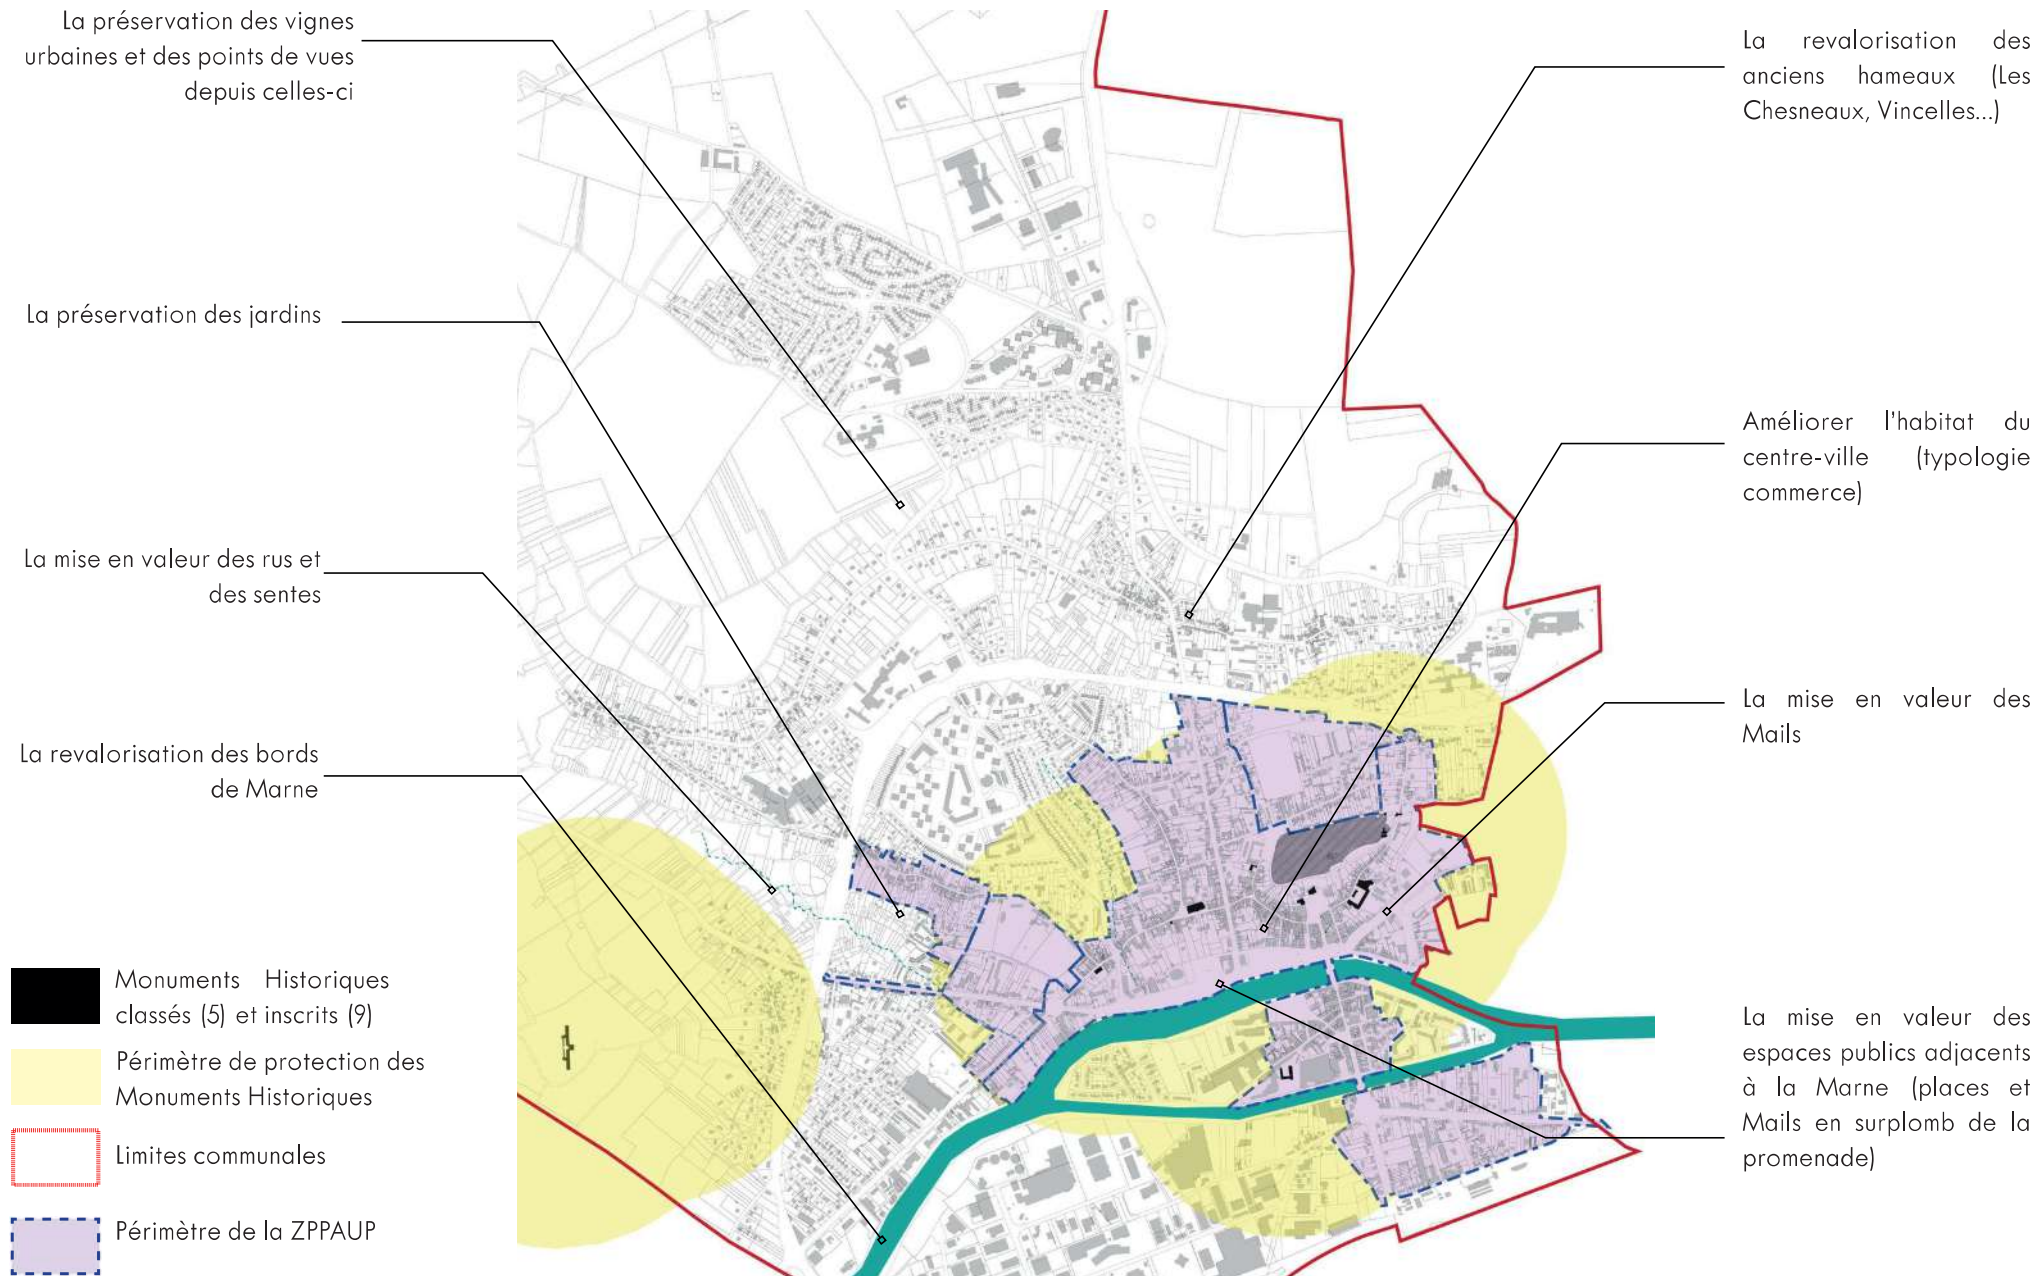 La préservation des vignes
urbaines et des points de vues
depuis celles-ci
La préservation des jardins
La mise en valeur des rus et
des sentes
La revalorisation des bords
de Marne
Monuments Historiques
classés (5) et inscrits (9)
Périmètre de protection des
Monuments Historiques
Limites communales
Périmètre de la ZPPAUP
La revalorisation des
anciens hameaux (Les
Chesneaux, Vincelles...)
Améliorer l'habitat du
centre-ville (typologie
commerce)
La mise en valeur des
Mails
La mise en valeur des
espaces publics adjacents
à la Marne (places et
Mails en surplomb de la
promenade)